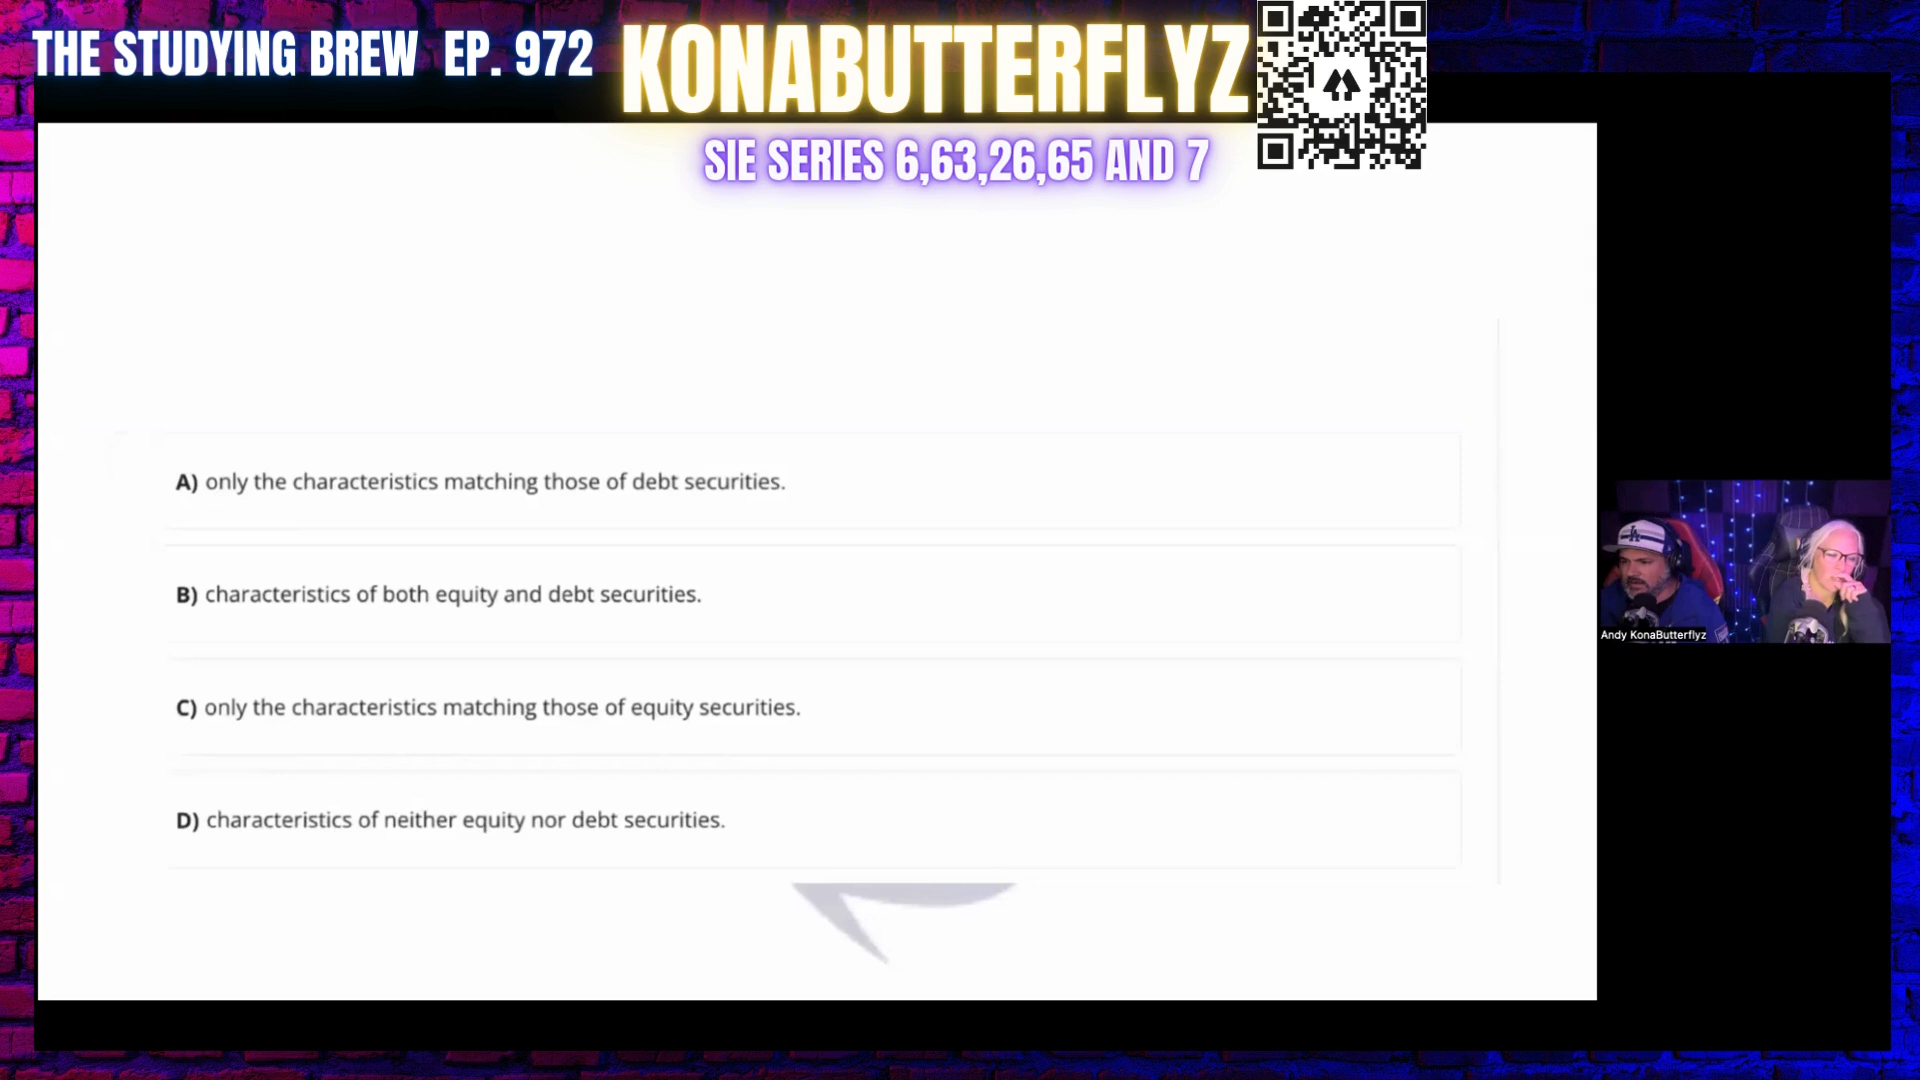 THE STUDYING BREW EP. 972
KONABUTTERFLYZ
SIE SERIES 6,63,26,65 AND 7
A) only the characteristics matching those of debt securities.
B) characteristics of both equity and debt securities.
C) only the characteristics matching those of equity securities.
D) characteristics of neither equity nor debt securities.
Andy KonaButterflyz